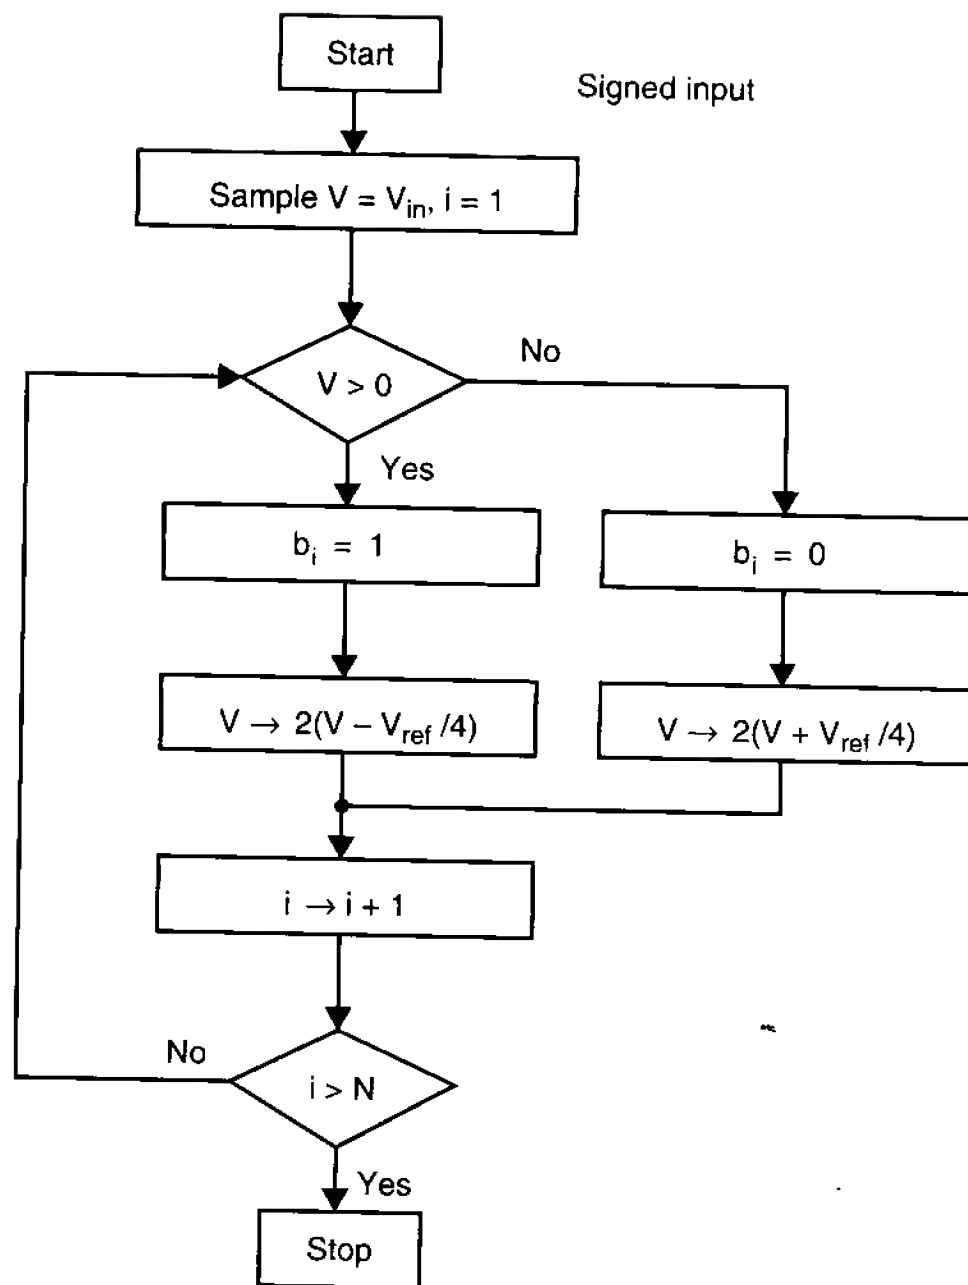 Start
Signed input
Sample V = V_in, i = 1
V > 0
No
Yes
b_i = 1
b_i = 0
V → 2(V − V_ref /4)
V → 2(V + V_ref /4)
i → i + 1
No
i > N
Yes
Stop